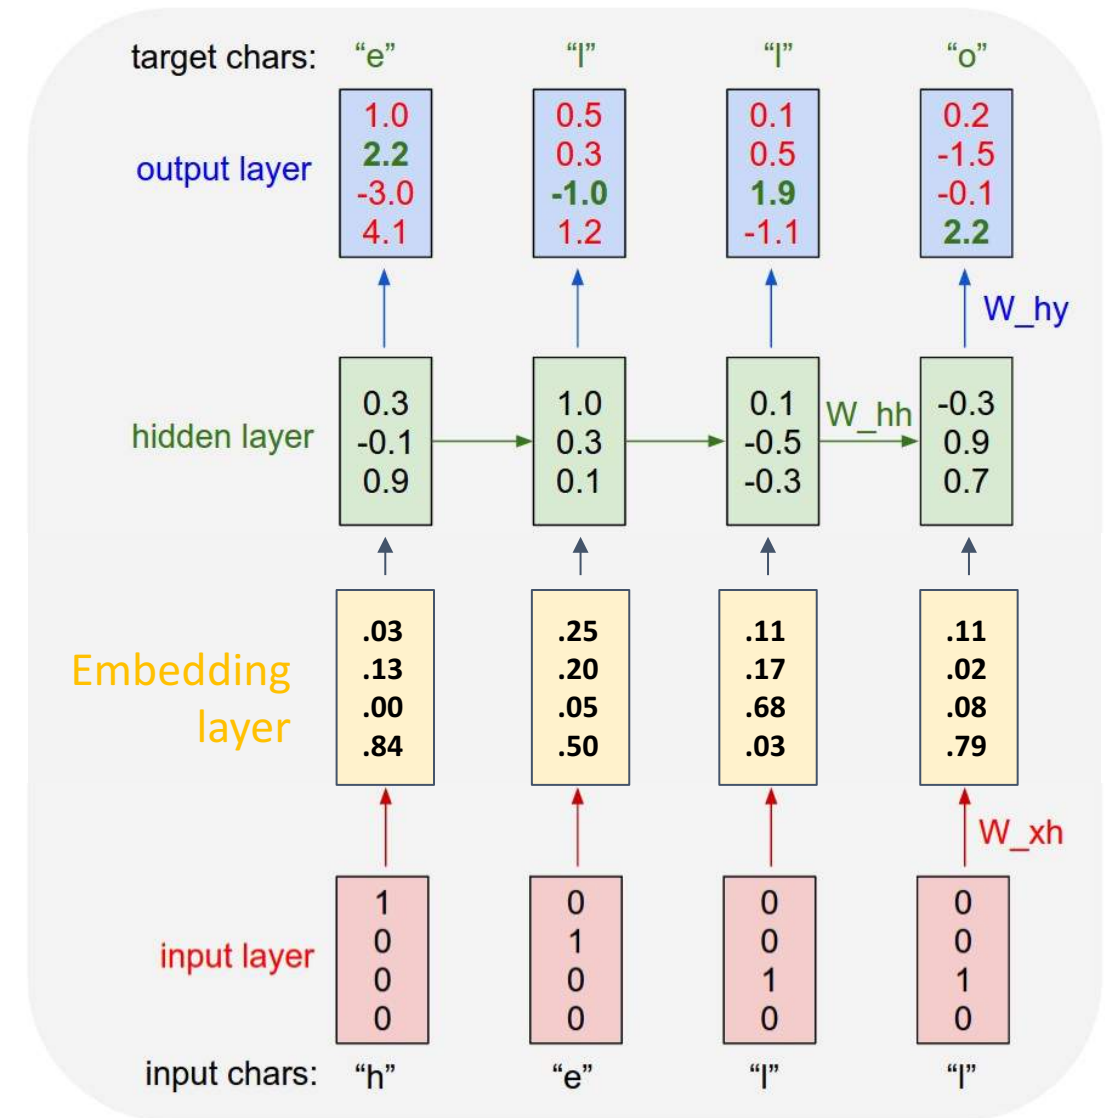 target chars: “e” “l” “l” “o”
output layer
1.0 0.5 0.1 0.2
2.2 0.3 0.5 -1.5
-3.0 -1.0 1.9 -0.1
4.1 1.2 -1.1 2.2
W_hy
hidden layer
0.3 1.0 0.1 -0.3
-0.1 0.3 -0.5 0.9
0.9 0.1 -0.3 0.7
W_hh
Embedding
layer
.03 .25 .11 .11
.13 .20 .17 .02
.00 .05 .68 .08
.84 .50 .03 .79
W_xh
input layer
1 0 0 0
0 1 0 0
0 0 1 1
0 0 0 0
input chars: “h” “e” “l” “l”